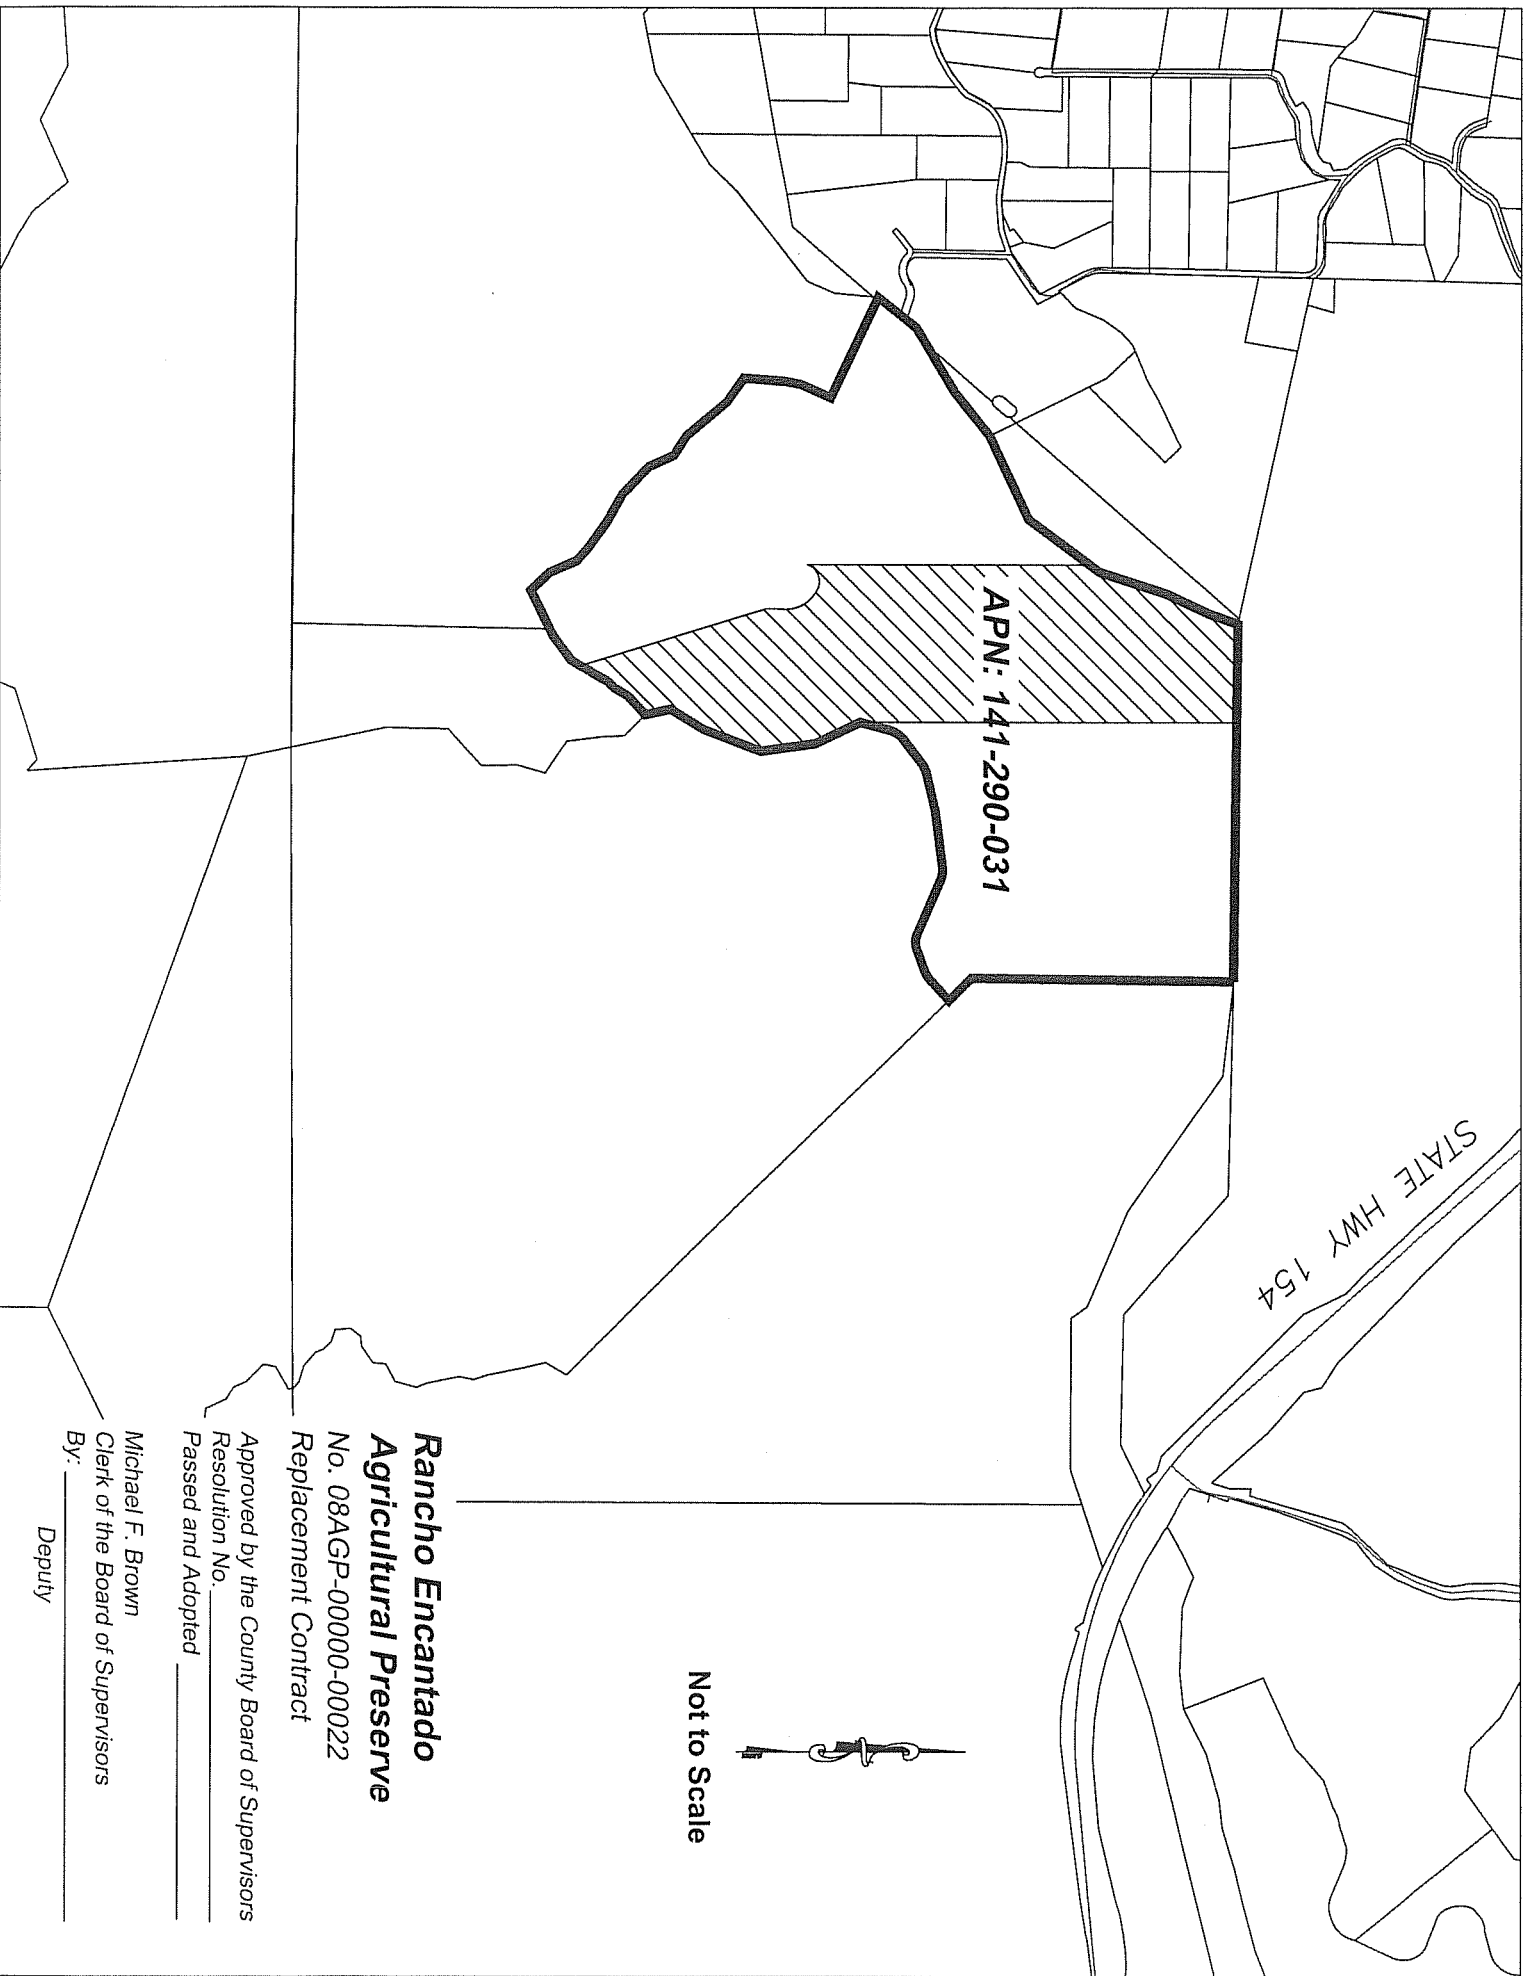 STATE HWY 154
APN: 141-290-031
Not to Scale
Rancho Encantado
Agricultural Preserve
No. 08AGP-00000-00022
Replacement Contract
Approved by the County Board of Supervisors
Resolution No.
Passed and Adopted
Michael F. Brown
Clerk of the Board of Supervisors
By:
Deputy